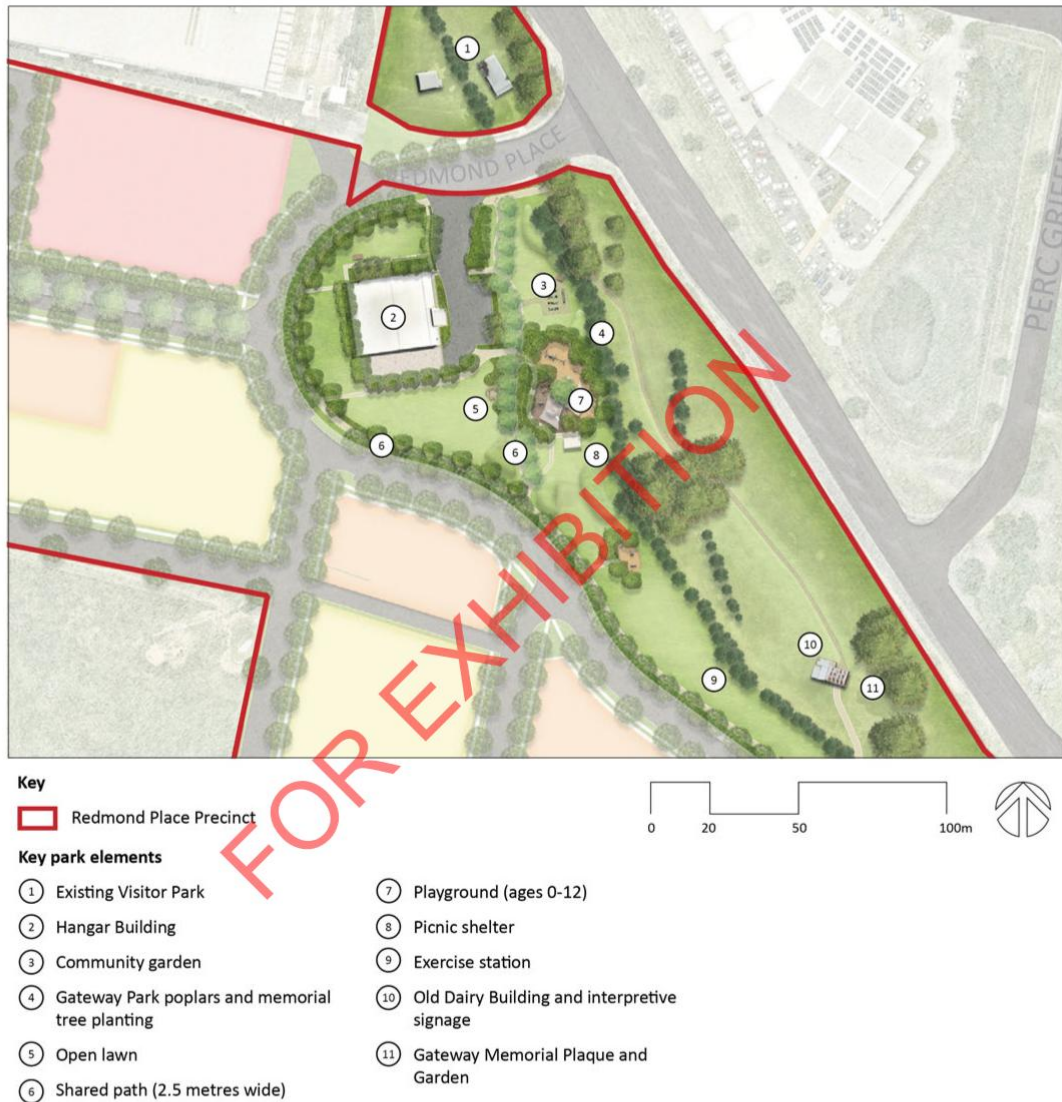 1
REDMOND PLACE
PERC GRIFFITH
3
2
4
7
5
6
6
8
10
9
11
FOR EXHIBITION
Key
Redmond Place Precinct
0 20 50 100m
Key park elements
1 Existing Visitor Park
2 Hangar Building
3 Community garden
4 Gateway Park poplars and memorial
tree planting
5 Open lawn
6 Shared path (2.5 metres wide)
7 Playground (ages 0-12)
8 Picnic shelter
9 Exercise station
10 Old Dairy Building and interpretive
signage
11 Gateway Memorial Plaque and
Garden